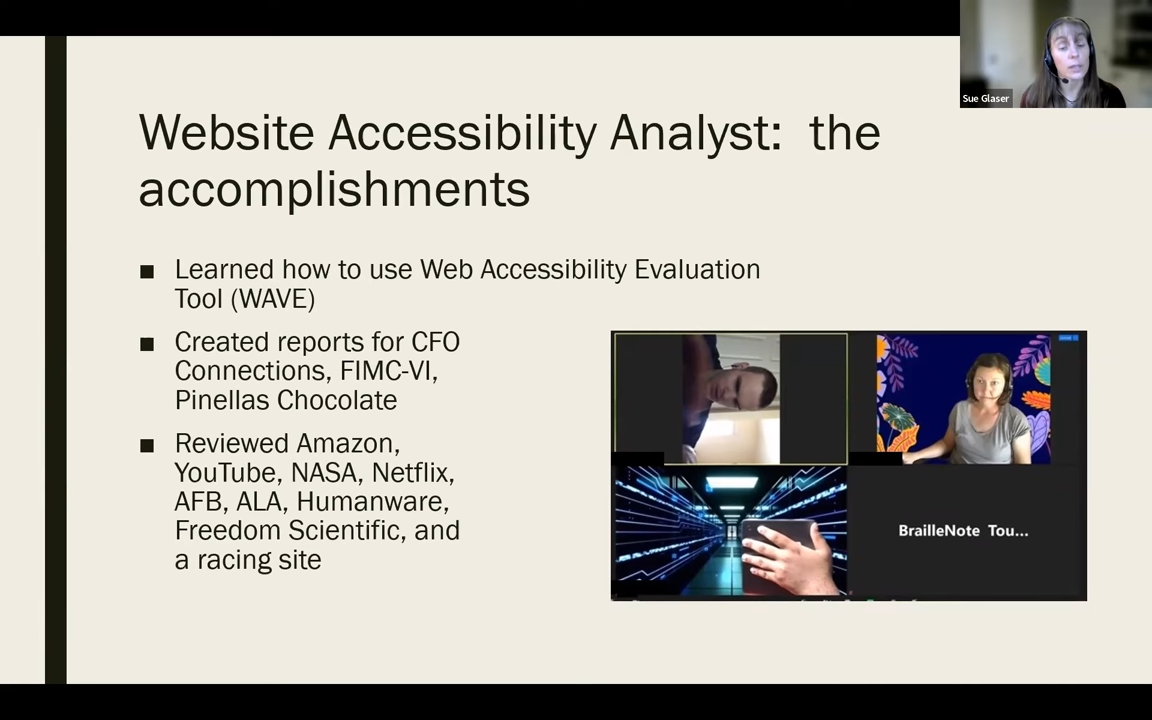 Sue Glaser
Website Accessibility Analyst:  the
accomplishments
■ Learned how to use Web Accessibility Evaluation
Tool (WAVE)
■ Created reports for CFO
Connections, FIMC-VI,
Pinellas Chocolate
■ Reviewed Amazon,
YouTube, NASA, Netflix,
AFB, ALA, Humanware,
Freedom Scientific, and
a racing site
BrailleNote Tou...